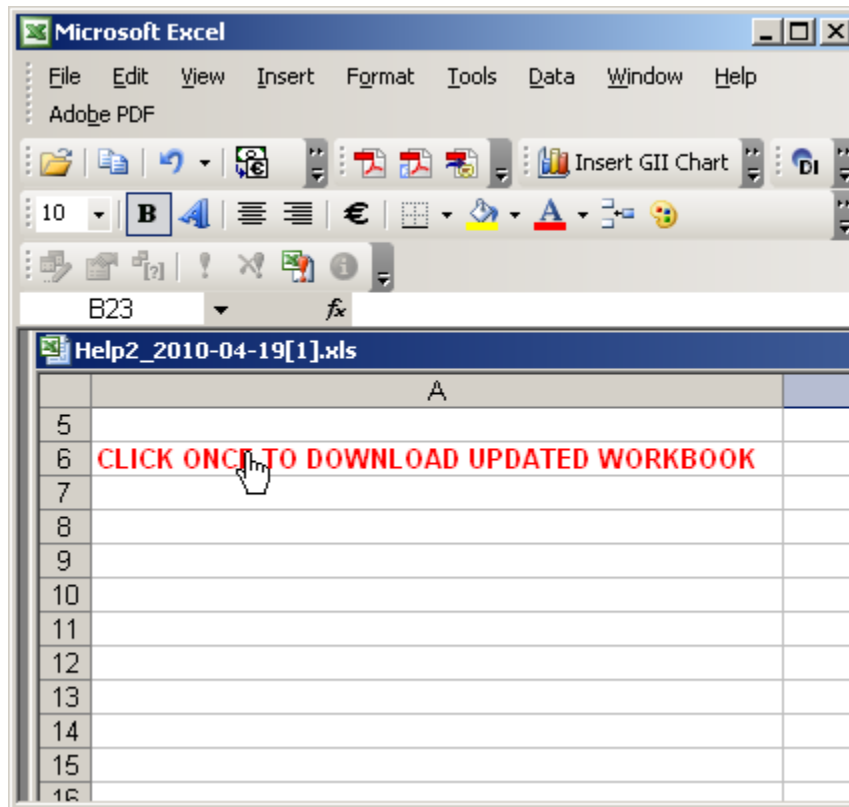 Microsoft Excel
File Edit View Insert Format Tools Data Window Help
Adobe PDF
Insert GII Chart DI
10 B A € A
[?] ! i
B23 fx
Help2_2010-04-19[1].xls
A
5
6 CLICK ONCE TO DOWNLOAD UPDATED WORKBOOK
7
8
9
10
11
12
13
14
15
16